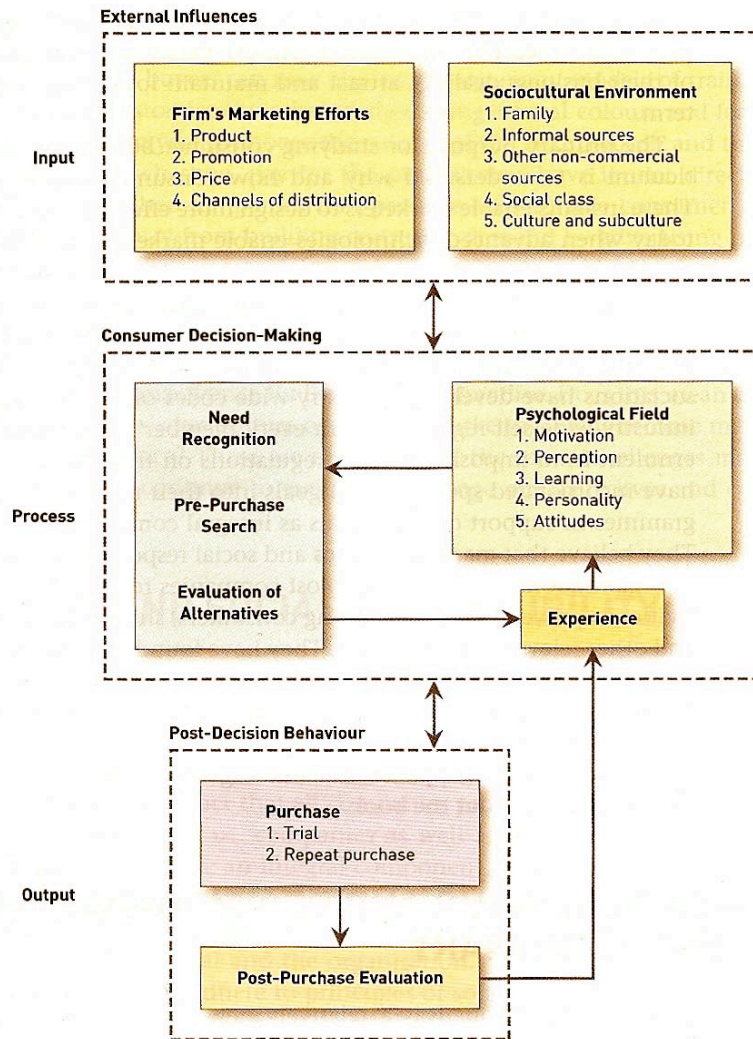 External Influences
Firm's Marketing Efforts
1. Product
2. Promotion
3. Price
4. Channels of distribution
Sociocultural Environment
1. Family
2. Informal sources
3. Other non-commercial
sources
4. Social class
5. Culture and subculture
Input
Consumer Decision-Making
Need
Recognition
Pre-Purchase
Search
Evaluation of
Alternatives
Psychological Field
1. Motivation
2. Perception
3. Learning
4. Personality
5. Attitudes
Experience
Process
Post-Decision Behaviour
Purchase
1. Trial
2. Repeat purchase
Post-Purchase Evaluation
Output